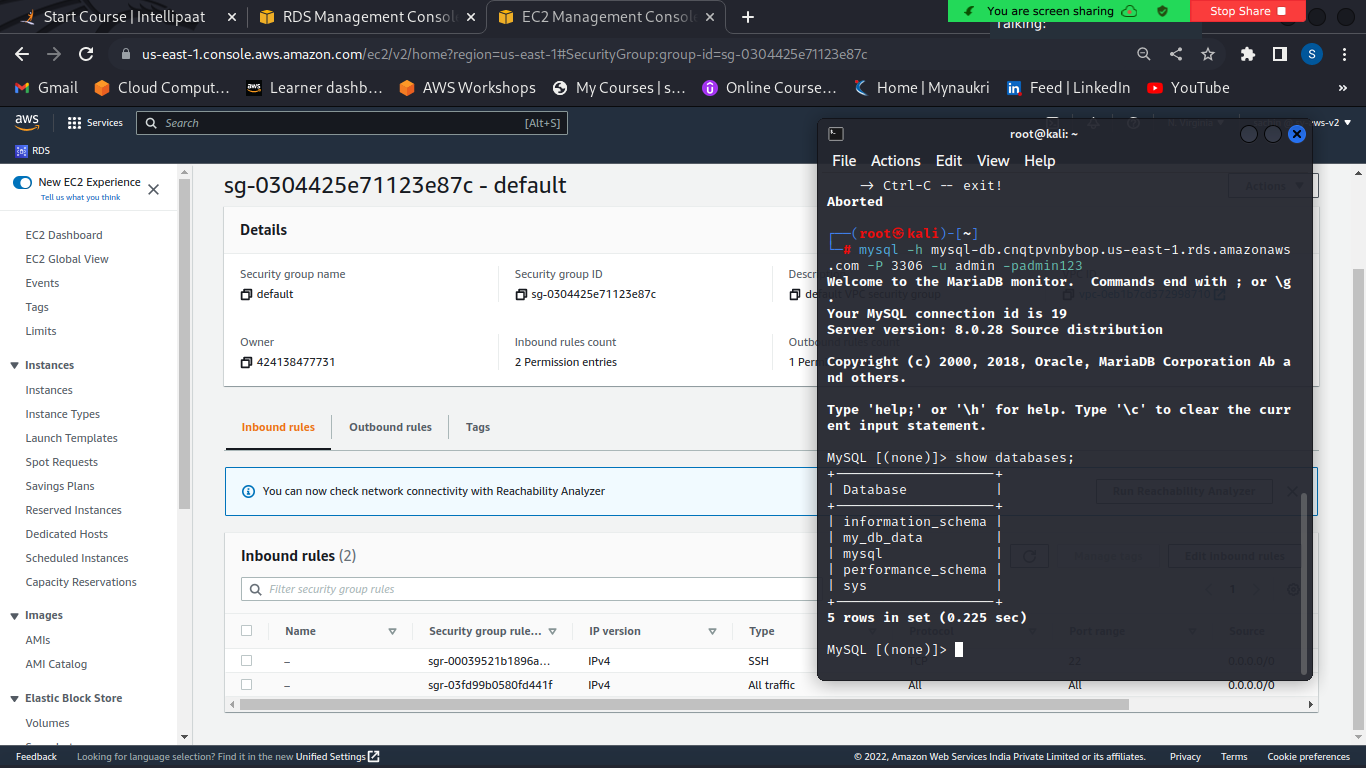 Start Course | Intellipaat
RDS Management Consol
EC2 Management Consol
You are screen sharing
Stop Share
Talking:
us-east-1.console.aws.amazon.com/ec2/v2/home?region=us-east-1#SecurityGroup:group-id=sg-0304425e71123e87c
S
Gmail
Cloud Comput…
Learner dashb…
AWS Workshops
My Courses | s…
Online Course…
Home | Mynaukri
Feed | LinkedIn
YouTube
»
aws
Services
Search
[Alt+S]
ws-v2
RDS
New EC2 Experience
Tell us what you think
EC2 Dashboard
EC2 Global View
Events
Tags
Limits
Instances
Instances
Instance Types
Launch Templates
Spot Requests
Savings Plans
Reserved Instances
Dedicated Hosts
Scheduled Instances
Capacity Reservations
Images
AMIs
AMI Catalog
Elastic Block Store
Volumes
sg-0304425e71123e87c - default
Actions
Details
Security group name
default
Security group ID
sg-0304425e71123e87c
Descr
default VPC security group
Owner
424138477731
Inbound rules count
2 Permission entries
Outbound rules count
1 Perm
Inbound rules
Outbound rules
Tags
You can now check network connectivity with Reachability Analyzer
Run Reachability Analyzer
Inbound rules (2)
Edit inbound rules
Filter security group rules
1
Name
Security group rule…
IP version
Type
Protocol
Port range
Source
–
sgr-00039521b1896a…
IPv4
SSH
TCP
22
0.0.0.0/0
–
sgr-03fd99b0580fd441f
IPv4
All traffic
All
All
0.0.0.0/0
root@kali: ~
File Actions Edit View Help
→ Ctrl-C -- exit!
Aborted
┌──(root㉿kali)-[~]
└─# mysql -h mysql-db.cnqtpvnbybop.us-east-1.rds.amazonaws
.com -P 3306 -u admin -padmin123
Welcome to the MariaDB monitor.  Commands end with ; or \g
.
Your MySQL connection id is 19
Server version: 8.0.28 Source distribution
Copyright (c) 2000, 2018, Oracle, MariaDB Corporation Ab a
nd others.
Type 'help;' or '\h' for help. Type '\c' to clear the curr
ent input statement.
MySQL [(none)]> show databases;
+--------------------+
| Database           |
+--------------------+
| information_schema |
| my_db_data         |
| mysql              |
| performance_schema |
| sys                |
+--------------------+
5 rows in set (0.225 sec)
MySQL [(none)]>
Feedback
Looking for language selection? Find it in the new Unified Settings
© 2022, Amazon Web Services India Private Limited or its affiliates.
Privacy
Terms
Cookie preferences